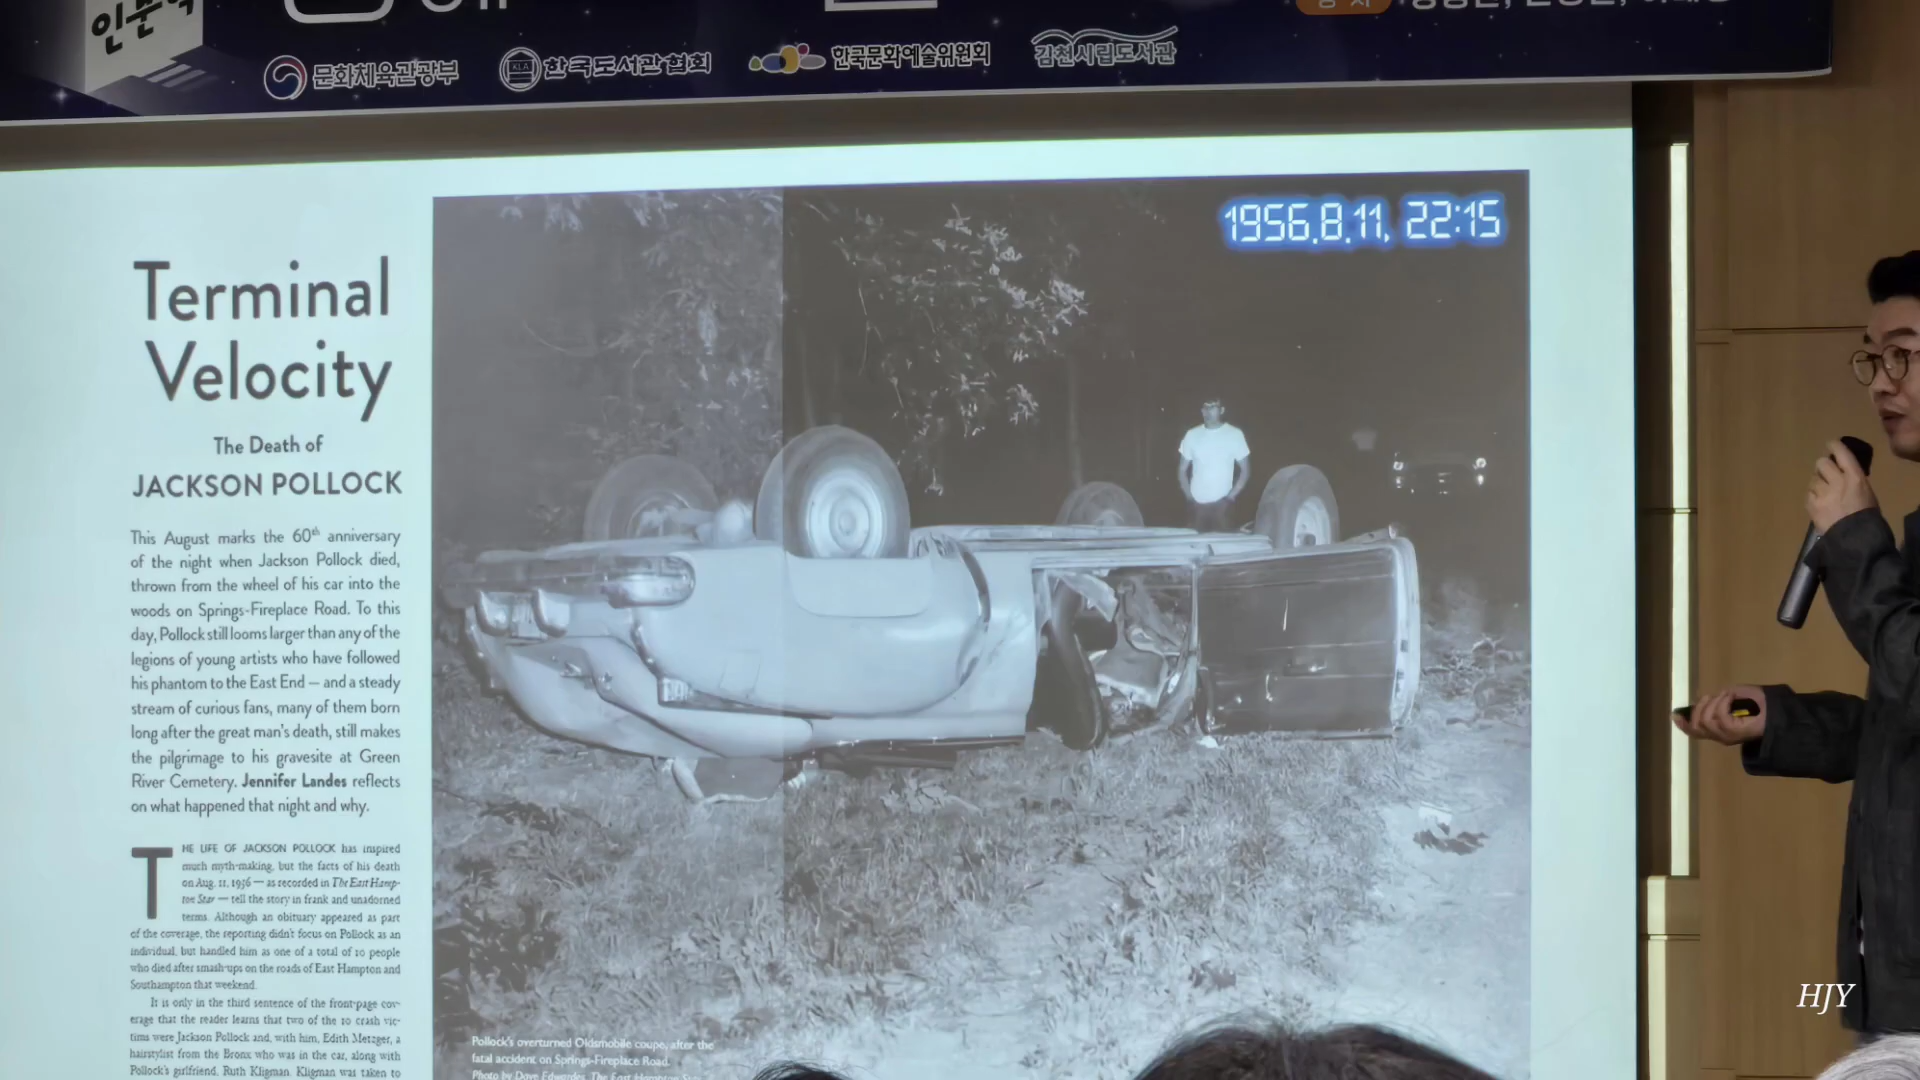 인문학
문화체육관광부
KLA 한국도서관협회
한국문화예술위원회
김천시립도서관
1956.8.11, 22:15
Terminal
Velocity
The Death of
JACKSON POLLOCK
This August marks the 60th anniversary
of the night when Jackson Pollock died,
thrown from the wheel of his car into the
woods on Springs-Fireplace Road. To this
day, Pollock still looms larger than any of the
legions of young artists who have followed
his phantom to the East End — and a steady
stream of curious fans, many of them born
long after the great man's death, still makes
the pilgrimage to his gravesite at Green
River Cemetery. Jennifer Landes reflects
on what happened that night and why.
THE LIFE OF JACKSON POLLOCK has inspired
much myth-making, but the facts of his death
on Aug. 11, 1956 — as recorded in The East Hamp-
ton Star — tell the story in frank and unadorned
terms. Although an obituary appeared as part
of the coverage, the reporting didn't focus on Pollock as an
individual, but handled him as one of a total of 10 people
who died after smash-ups on the roads of East Hampton and
Southampton that weekend.
It is only in the third sentence of the front-page cov-
erage that the reader learns that two of the 10 crash vic-
tims were Jackson Pollock and, with him, Edith Metzger, a
hairstylist from the Bronx who was in the car, along with
Pollock's girlfriend, Ruth Kligman. Kligman was taken to
Pollock's overturned Oldsmobile coupe, after the
fatal accident on Springs-Fireplace Road.
Photo by Dave Edwardes, The East Hampton Star
HJY